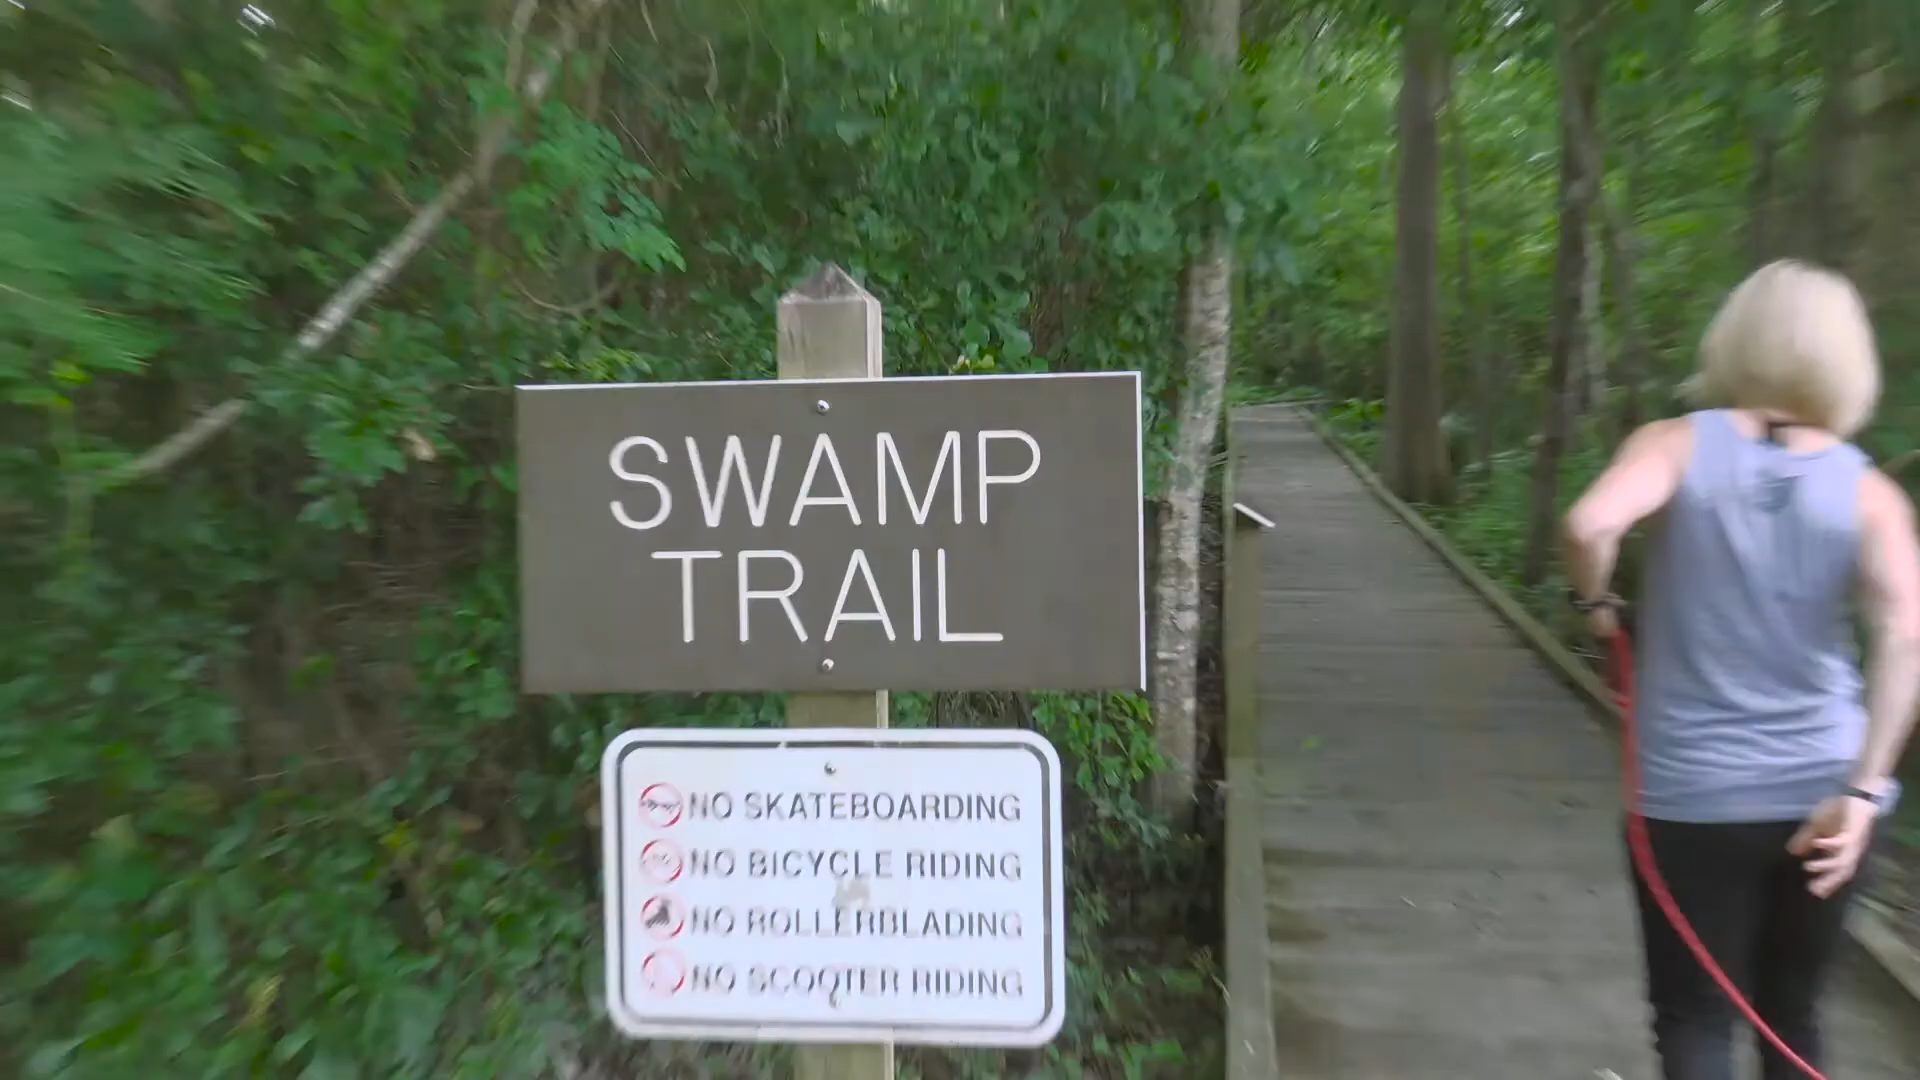 SWAMP
TRAIL
NO SKATEBOARDING
NO BICYCLE RIDING
NO ROLLERBLADING
NO SCOOTER RIDING